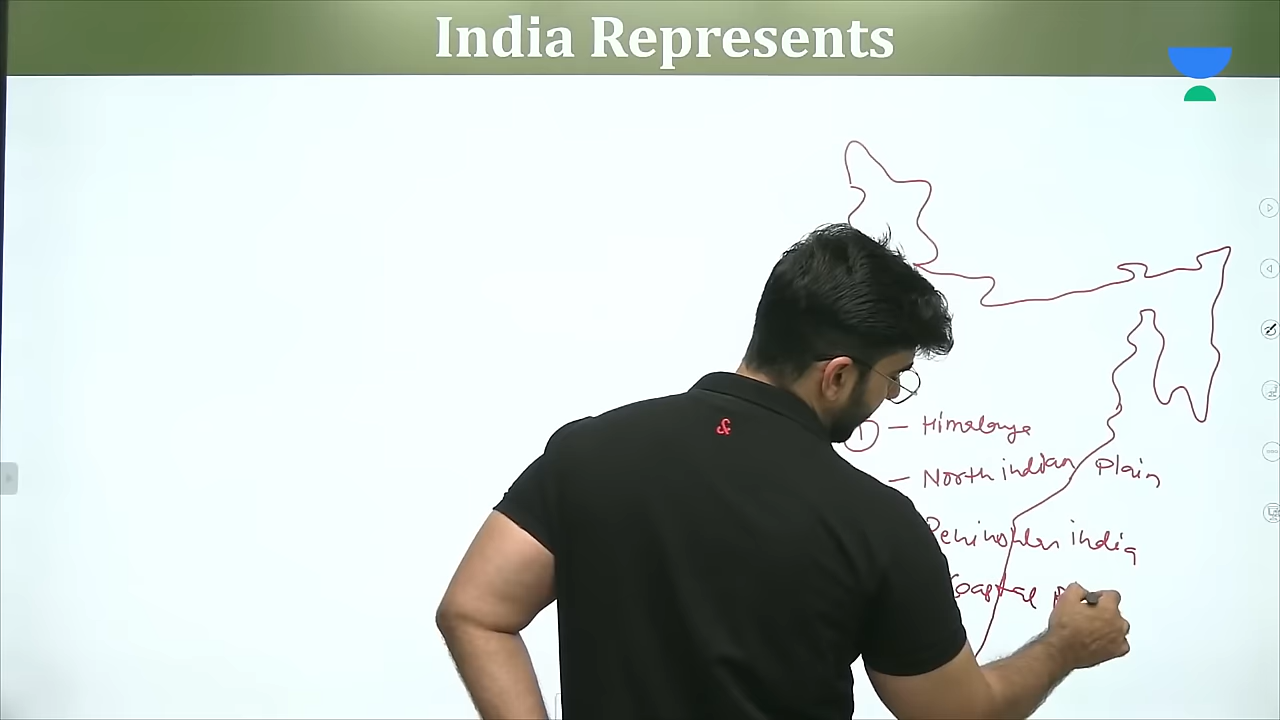 India Represents
① — Himalaya
— North indian Plain
Peninsular india
Coastal